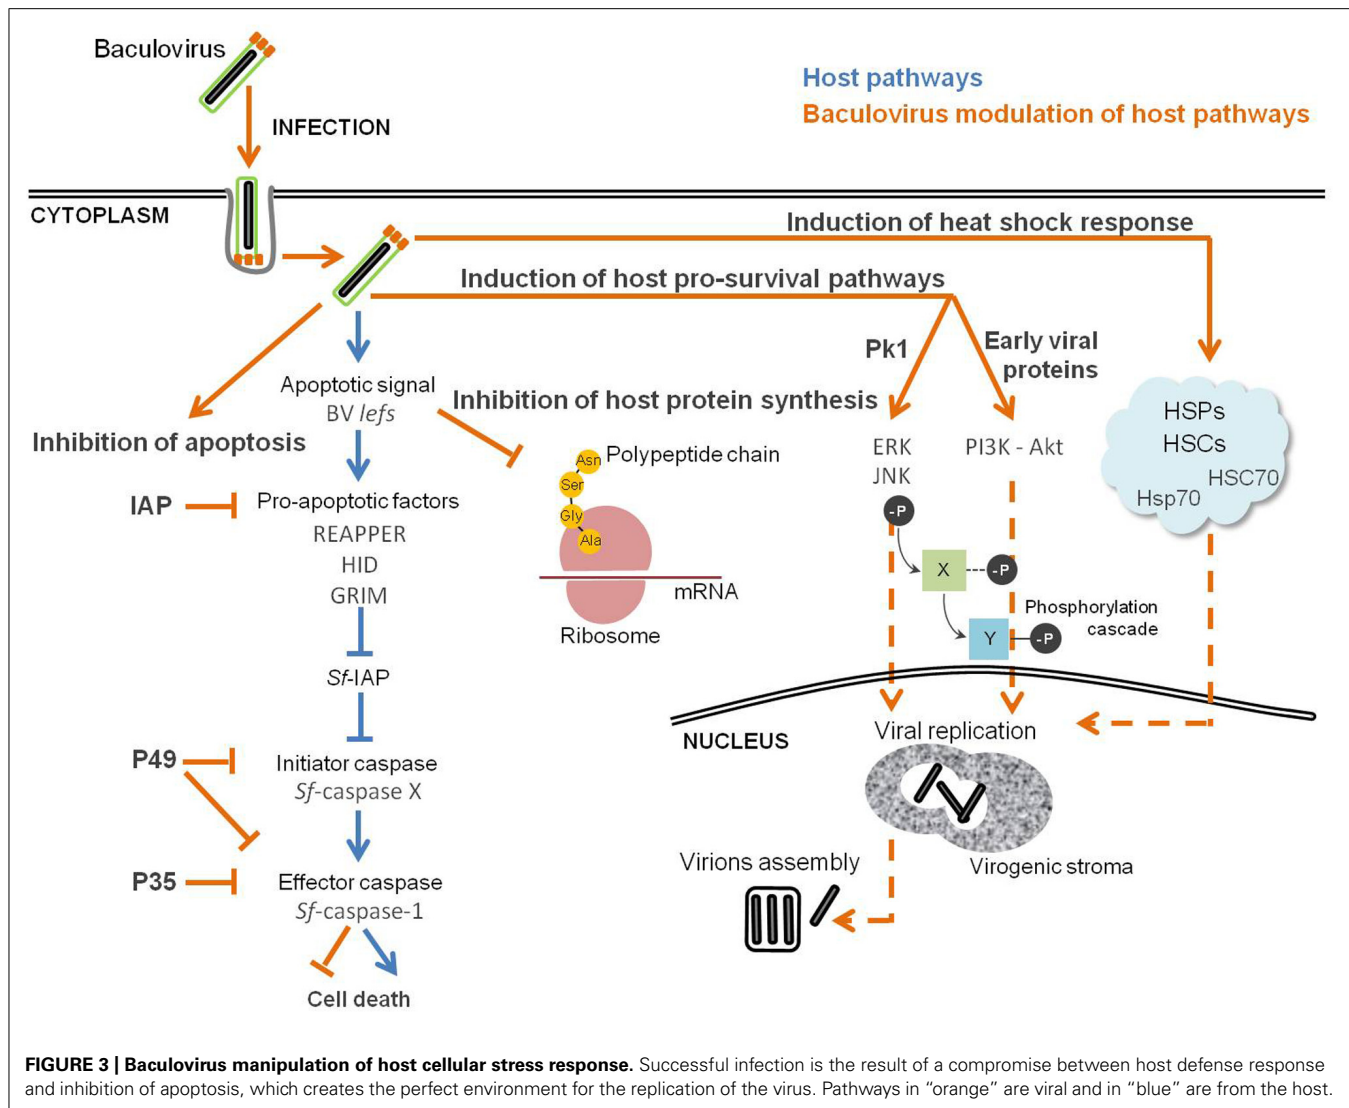 Baculovirus
Host pathways
Baculovirus modulation of host pathways
INFECTION
CYTOPLASM
Induction of heat shock response
Induction of host pro-survival pathways
Pk1
Early viral
proteins
Apoptotic signal
BV lefs
Inhibition of host protein synthesis
Inhibition of apoptosis
HSPs
HSCs
HSC70
Hsp70
ERK
JNK
PI3K - Akt
Asn
Ser
Gly
Ala
Polypeptide chain
IAP
Pro-apoptotic factors
REAPPER
HID
GRIM
-P
X
-P
Y
-P
Phosphorylation
cascade
mRNA
Ribosome
Sf-IAP
NUCLEUS
Viral replication
P49
Initiator caspase
Sf-caspase X
Virions assembly
Virogenic stroma
P35
Effector caspase
Sf-caspase-1
Cell death
FIGURE 3 | Baculovirus manipulation of host cellular stress response. Successful infection is the result of a compromise between host defense response
and inhibition of apoptosis, which creates the perfect environment for the replication of the virus. Pathways in “orange” are viral and in “blue” are from the host.